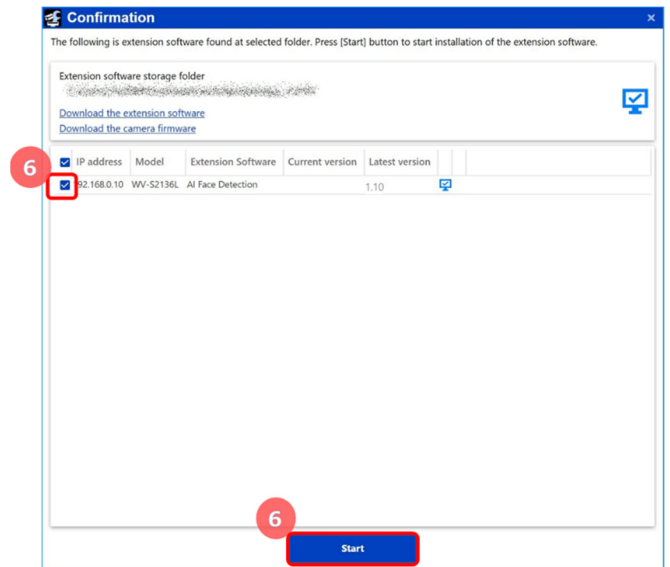 Confirmation
The following is extension software found at selected folder. Press [Start] button to start installation of the extension software.
Extension software storage folder
Download the extension software
Download the camera firmware
6
IP address Model Extension Software Current version Latest version
92.168.0.10 WV-S2136L AI Face Detection 1.10
6
Start